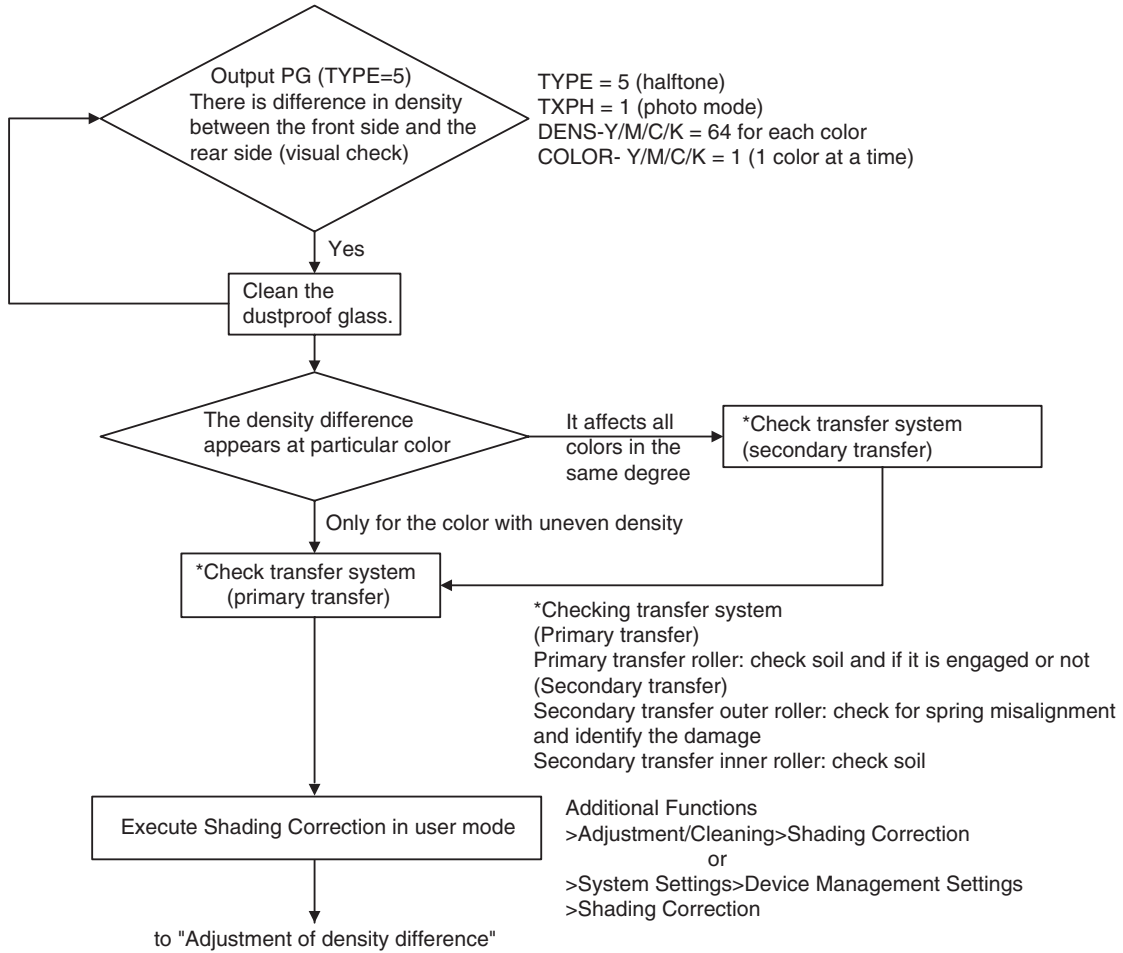 Output PG (TYPE=5)
There is difference in density
between the front side and the
rear side (visual check)
TYPE = 5 (halftone)
TXPH = 1 (photo mode)
DENS-Y/M/C/K = 64 for each color
COLOR- Y/M/C/K = 1 (1 color at a time)
Yes
Clean the
dustproof glass.
The density difference
appears at particular color
It affects all
colors in the
same degree
*Check transfer system
(secondary transfer)
Only for the color with uneven density
*Check transfer system
(primary transfer)
*Checking transfer system
(Primary transfer)
Primary transfer roller: check soil and if it is engaged or not
(Secondary transfer)
Secondary transfer outer roller: check for spring misalignment
and identify the damage
Secondary transfer inner roller: check soil
Execute Shading Correction in user mode
Additional Functions
>Adjustment/Cleaning>Shading Correction
or
>System Settings>Device Management Settings
>Shading Correction
to "Adjustment of density difference"